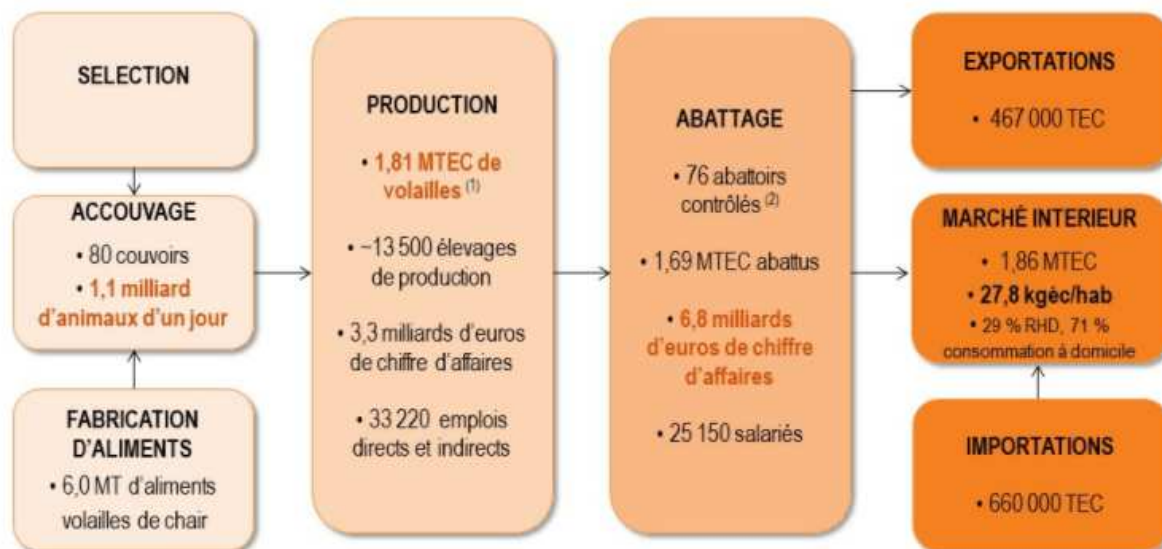 SELECTION
ACCOUVAGE
• 80 couvoirs
• 1,1 milliard
d'animaux d'un jour
FABRICATION
D'ALIMENTS
• 6,0 MT d'aliments
volailles de chair
PRODUCTION
• 1,81 MTEC de
volailles (1)
• ~13 500 élevages
de production
• 3,3 milliards d'euros
de chiffre d'affaires
• 33 220 emplois
directs et indirects
ABATTAGE
• 76 abattoirs
contrôlés (2)
• 1,69 MTEC abattus
• 6,8 milliards
d'euros de chiffre
d'affaires
• 25 150 salariés
EXPORTATIONS
• 467 000 TEC
MARCHÉ INTERIEUR
• 1,86 MTEC
• 27,8 kgéc/hab
• 29 % RHD, 71 %
consommation à domicile
IMPORTATIONS
• 660 000 TEC